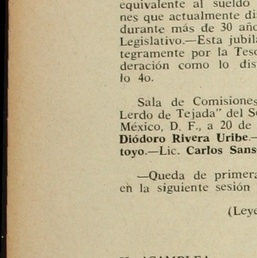 equivalente al sueldo
nes que actualmente di
durante más de 30 año
Legislativo.—Esta jubil
tegramente por la Teso
deración como lo dis
lo 4o.
Sala de Comisiones
Lerdo de Tejada" del S
México, D. F., a 20 de
Diódoro Rivera Uribe.—
toyo.—Lic. Carlos Sans
—Queda de primera
en la siguiente sesión
(Leye